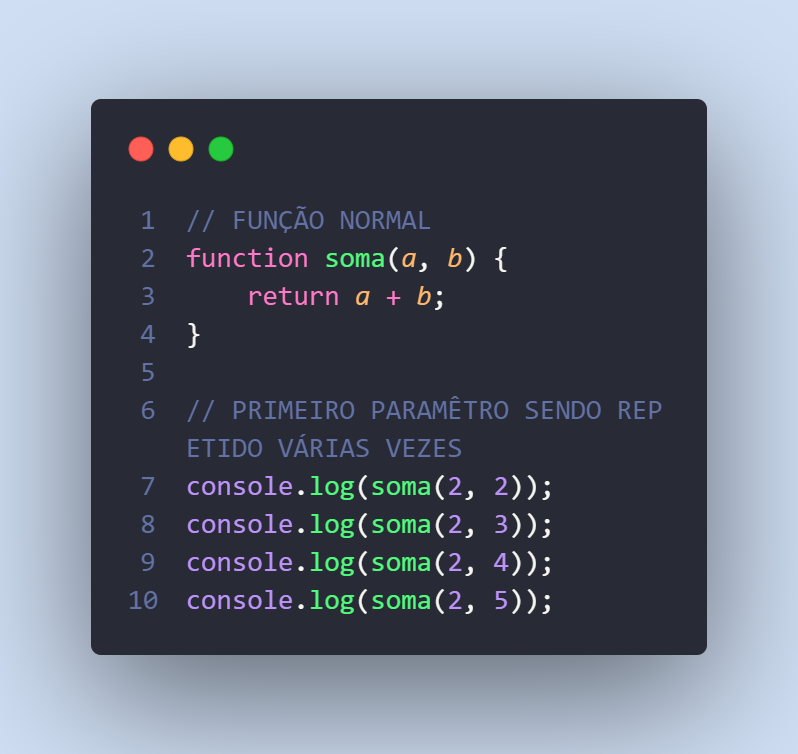 1 // FUNÇÃO NORMAL
2 function soma(a, b) {
3     return a + b;
4 }
5
6 // PRIMEIRO PARAMÊTRO SENDO REP
ETIDO VÁRIAS VEZES
7 console.log(soma(2, 2));
8 console.log(soma(2, 3));
9 console.log(soma(2, 4));
10 console.log(soma(2, 5));